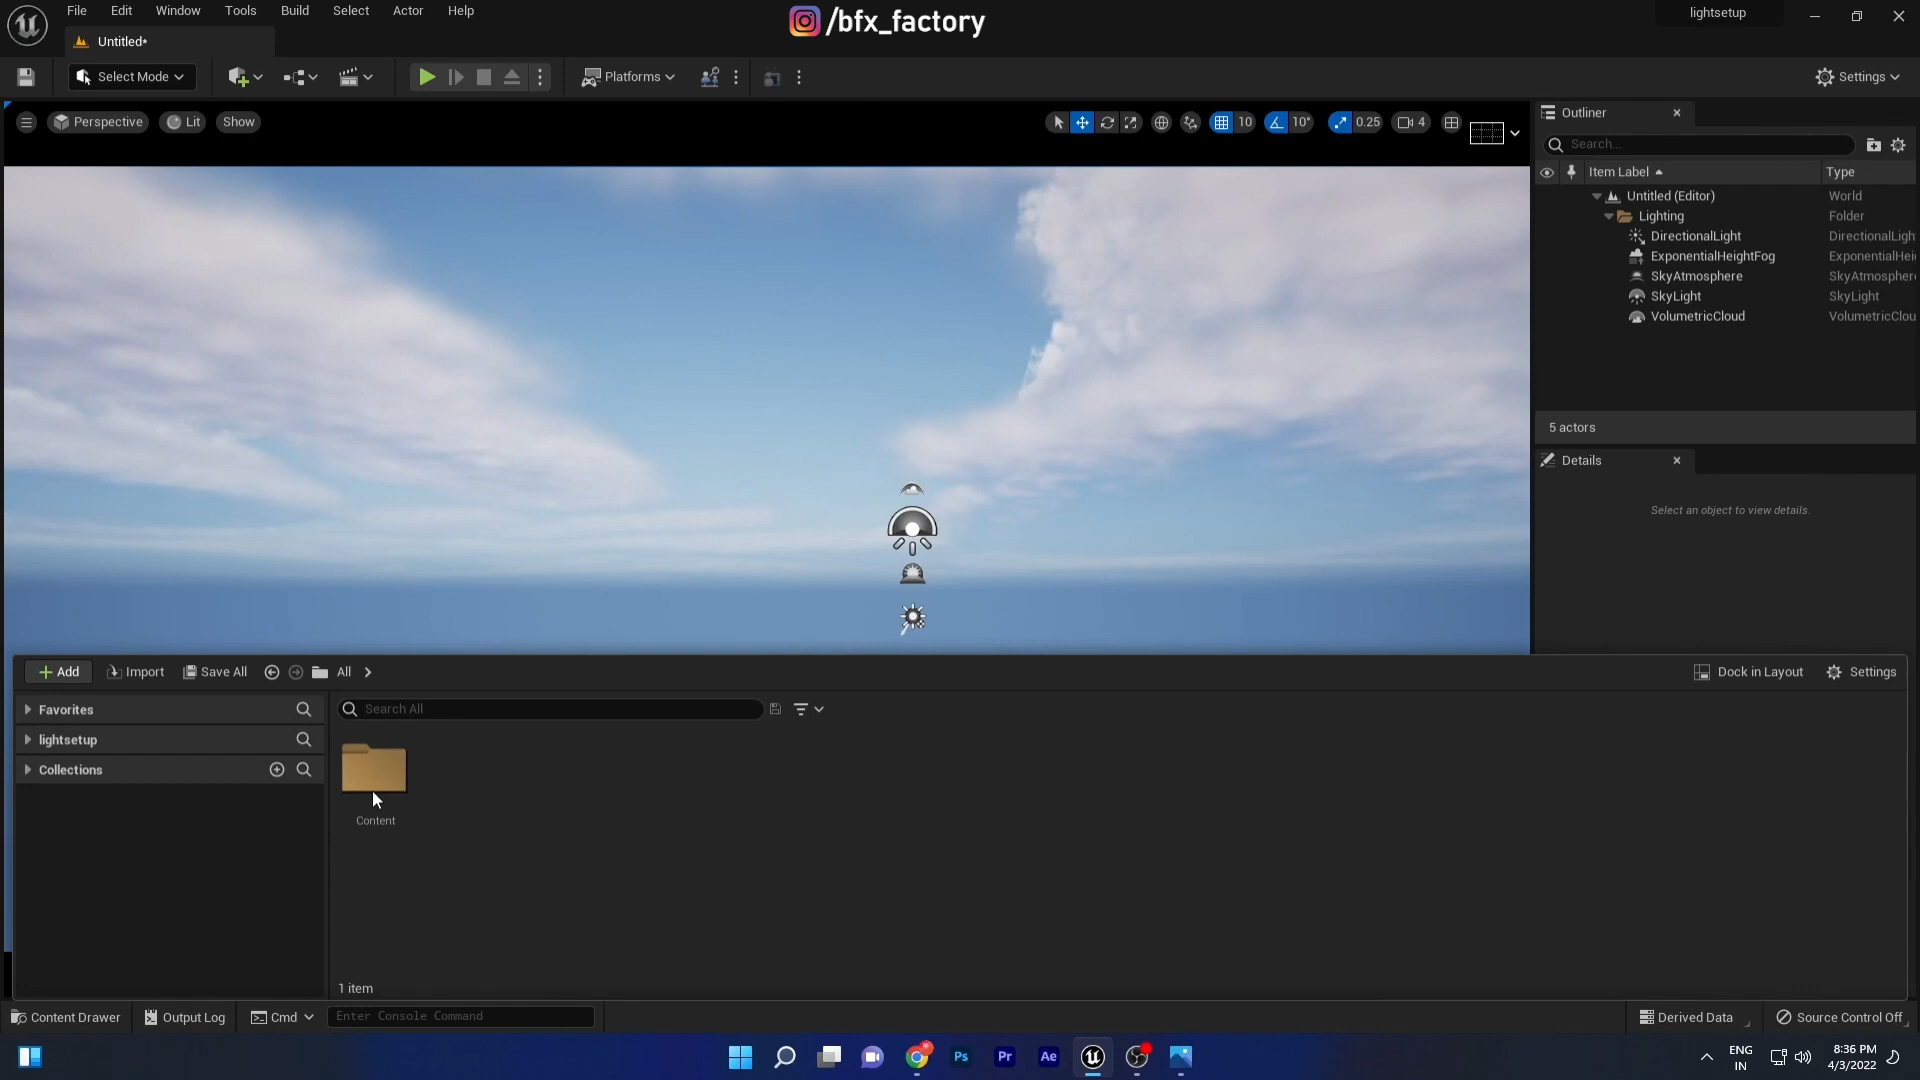 File Edit Window Tools Build Select Actor Help
/bfx_factory
lightsetup
Untitled*
Select Mode
Platforms
Settings
Perspective Lit Show
10 10° 0.25 4
Outliner
Search...
Item Label Type
Untitled (Editor) World
Lighting Folder
DirectionalLight DirectionalLigh
ExponentialHeightFog ExponentialHei
SkyAtmosphere SkyAtmosphere
SkyLight SkyLight
VolumetricCloud VolumetricClou
5 actors
Details
Select an object to view details.
Add Import Save All All Dock in Layout Settings
Favorites
Search All
lightsetup
Collections
Content
1 item
Content Drawer Output Log Cmd Enter Console Command Derived Data Source Control Off
Ps Pr Ae
ENG
IN
8:36 PM
4/3/2022